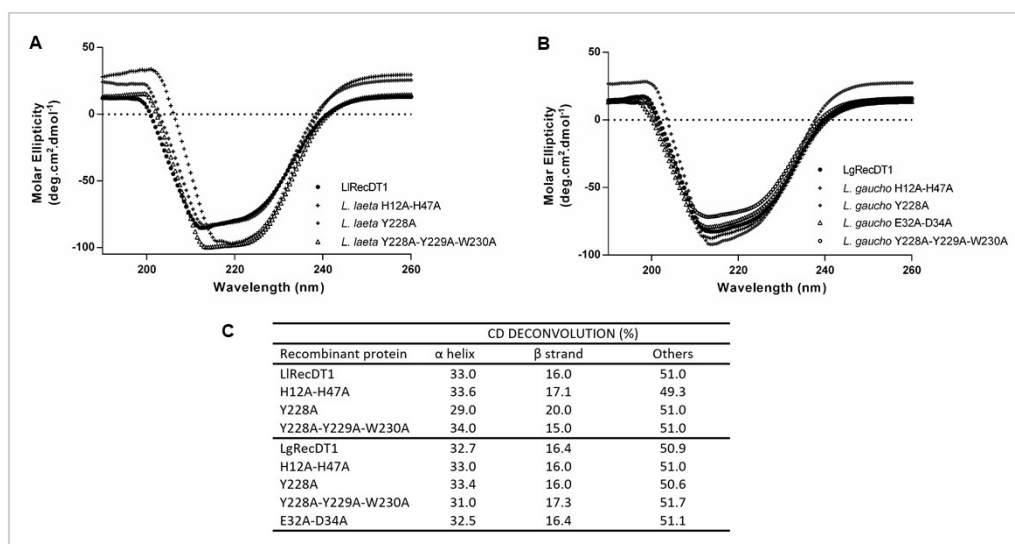 A
B
50
0
-50
-100
200
220
240
260
Wavelength (nm)
Molar Ellipticity
(deg.cm².dmol⁻¹)
LlRecDT1
L. laeta H12A-H47A
L. laeta Y228A
L. laeta Y228A-Y229A-W230A
50
0
-50
-100
200
220
240
260
Wavelength (nm)
Molar Ellipticity
(deg.cm².dmol⁻¹)
LgRecDT1
L. gaucho H12A-H47A
L. gaucho Y228A
L. gaucho E32A-D34A
L. gaucho Y228A-Y229A-W230A
C
CD DECONVOLUTION (%)
Recombinant protein α helix β strand Others
LlRecDT1 33.0 16.0 51.0
H12A-H47A 33.6 17.1 49.3
Y228A 29.0 20.0 51.0
Y228A-Y229A-W230A 34.0 15.0 51.0
LgRecDT1 32.7 16.4 50.9
H12A-H47A 33.0 16.0 51.0
Y228A 33.4 16.0 50.6
Y228A-Y229A-W230A 31.0 17.3 51.7
E32A-D34A 32.5 16.4 51.1